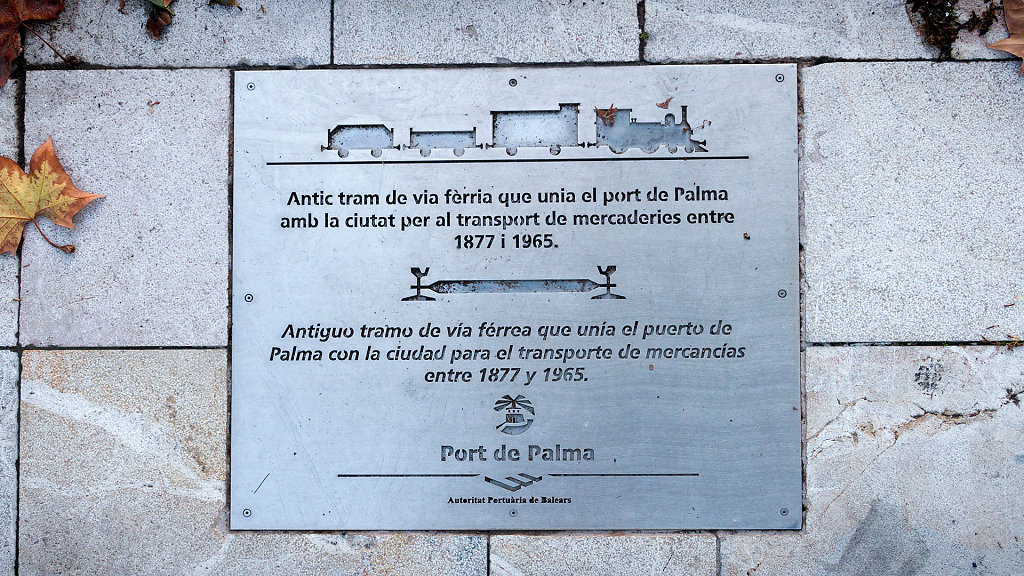 Antic tram de via fèrria que unia el port de Palma
amb la ciutat per al transport de mercaderies entre
1877 i 1965.
Antiguo tramo de vía férrea que unía el puerto de
Palma con la ciudad para el transporte de mercancías
entre 1877 y 1965.
Port de Palma
Autoritat Portuària de Balears